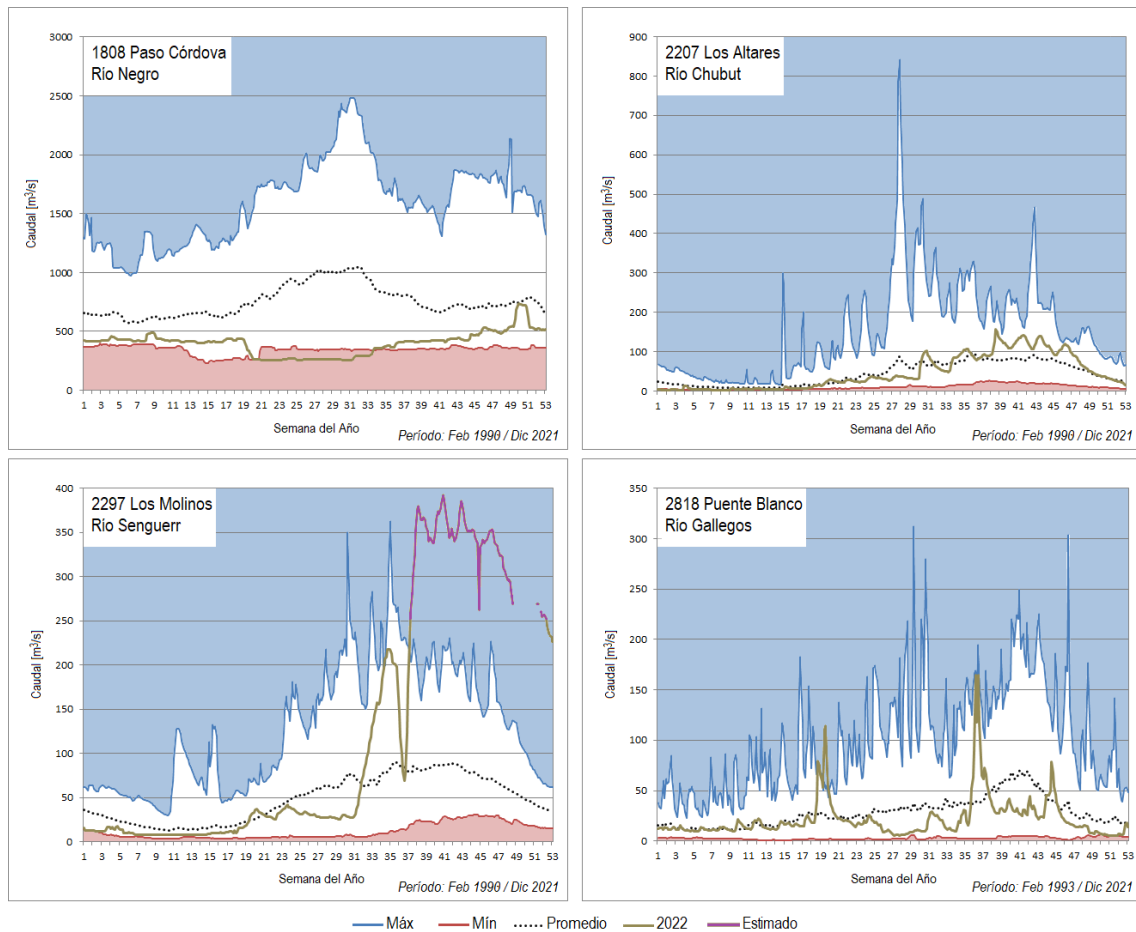 1808 Paso Córdova
Río Negro
Caudal [m³/s]
3000
2500
2000
1500
1000
500
0
1 3 5 7 9 11 13 15 17 19 21 23 25 27 29 31 33 35 37 39 41 43 45 47 49 51 53
Semana del Año
Período: Feb 1990 / Dic 2021
2207 Los Altares
Río Chubut
Caudal [m³/s]
900
800
700
600
500
400
300
200
100
0
1 3 5 7 9 11 13 15 17 19 21 23 25 27 29 31 33 35 37 39 41 43 45 47 49 51 53
Semana del Año
Período: Feb 1990 / Dic 2021
2297 Los Molinos
Río Senguerr
Caudal [m³/s]
400
350
300
250
200
150
100
50
0
1 3 5 7 9 11 13 15 17 19 21 23 25 27 29 31 33 35 37 39 41 43 45 47 49 51 53
Semana del Año
Período: Feb 1990 / Dic 2021
2818 Puente Blanco
Río Gallegos
Caudal [m³/s]
350
300
250
200
150
100
50
0
1 3 5 7 9 11 13 15 17 19 21 23 25 27 29 31 33 35 37 39 41 43 45 47 49 51 53
Semana del Año
Período: Feb 1993 / Dic 2021
Máx Mín Promedio 2022 Estimado